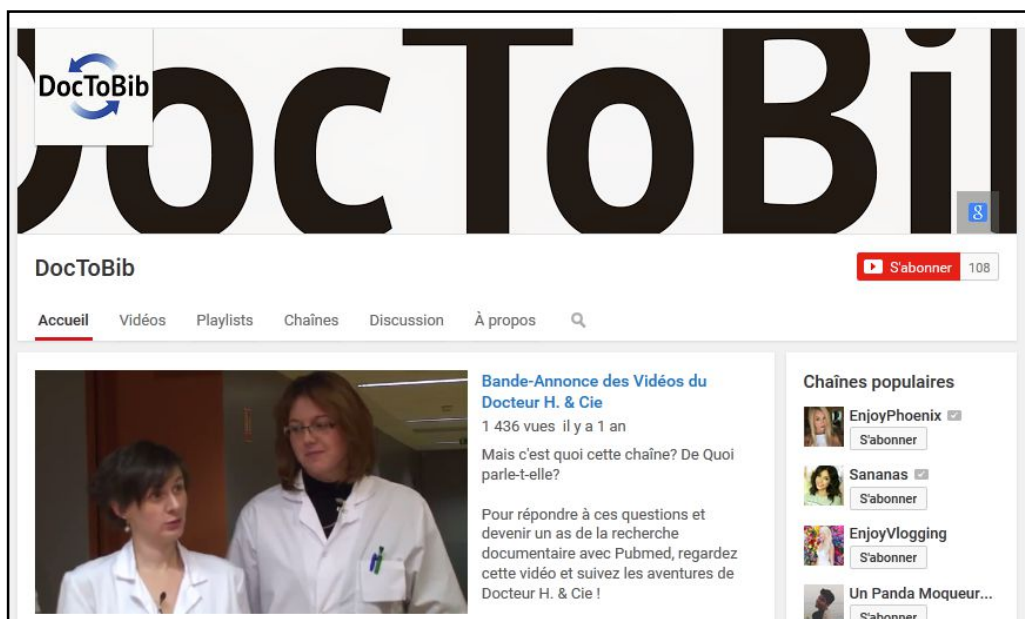 DocToBib
DocToBib
DocToBib
S'abonner 108
Accueil Vidéos Playlists Chaînes Discussion À propos
Bande-Annonce des Vidéos du
Docteur H. & Cie
1 436 vues il y a 1 an
Mais c'est quoi cette chaîne? De Quoi
parle-t-elle?
Pour répondre à ces questions et
devenir un as de la recherche
documentaire avec Pubmed, regardez
cette vidéo et suivez les aventures de
Docteur H. & Cie !
Chaînes populaires
EnjoyPhoenix
S'abonner
Sananas
S'abonner
EnjoyVlogging
S'abonner
Un Panda Moqueur...
S'abonner